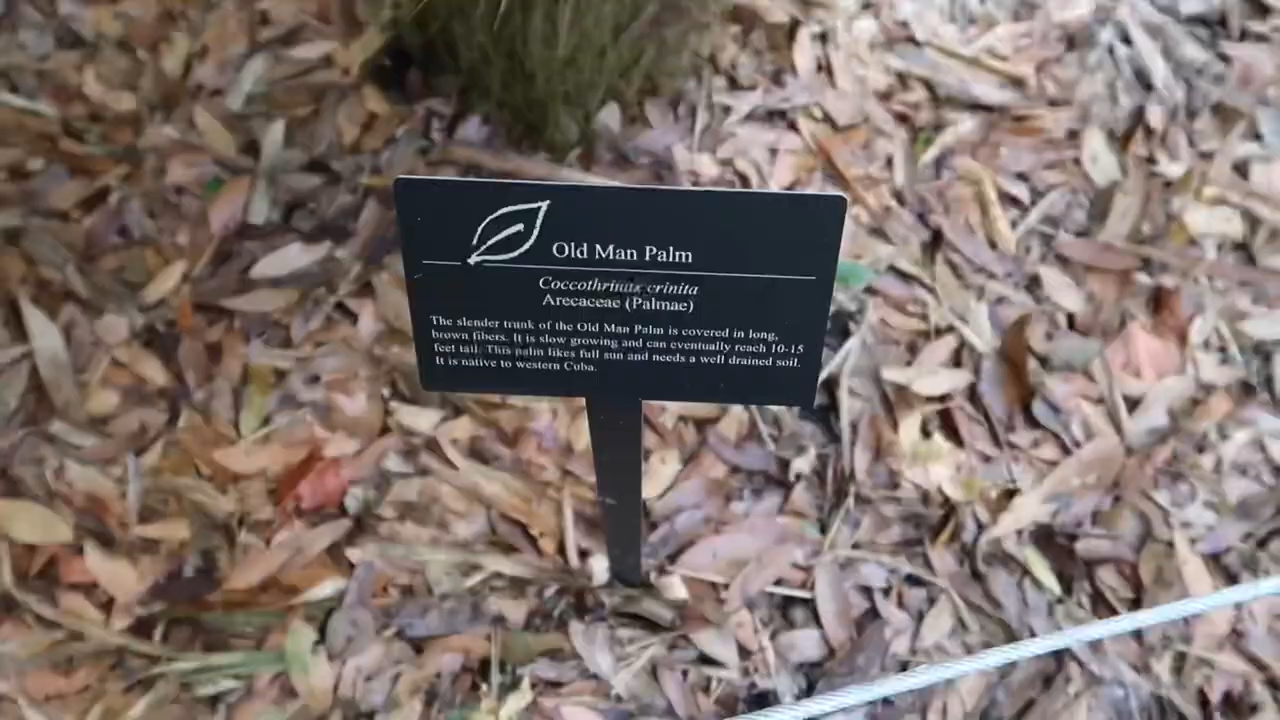 Old Man Palm
Coccothrinax crinita
Arecaceae (Palmae)
The slender trunk of the Old Man Palm is covered in long,
brown fibers. It is slow growing and can eventually reach 10-15
feet tall. This palm likes full sun and needs a well drained soil.
It is native to western Cuba.